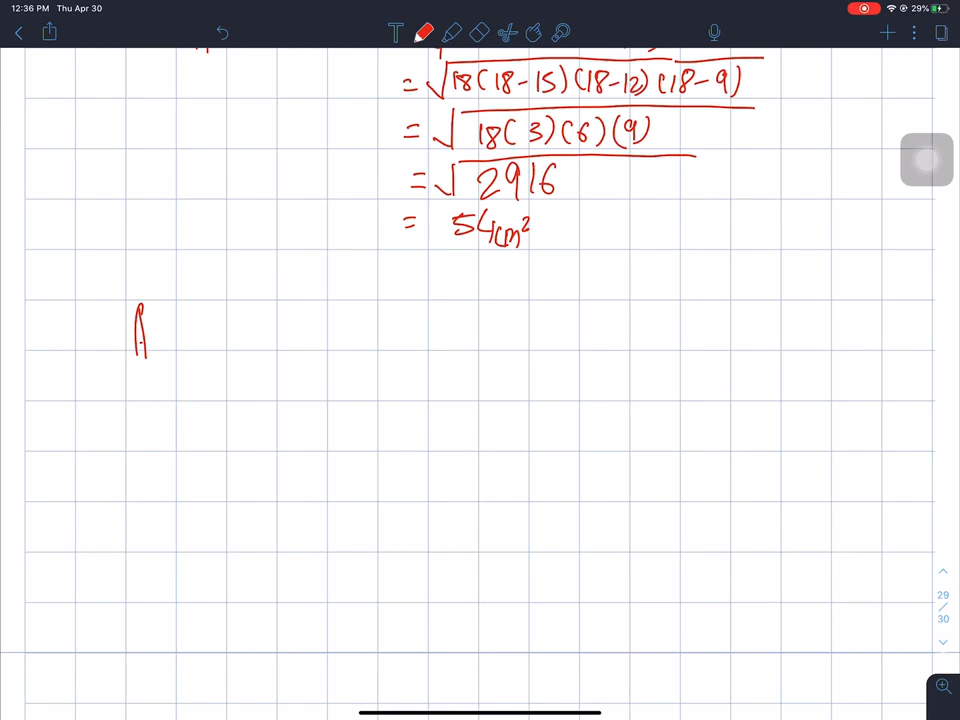 12:36 PM Thu Apr 30
29%
T
= √18(18-15)(18-12)(18-9)
= √18(3)(6)(9)
= √2916
= 54cm²
A
29
/
30